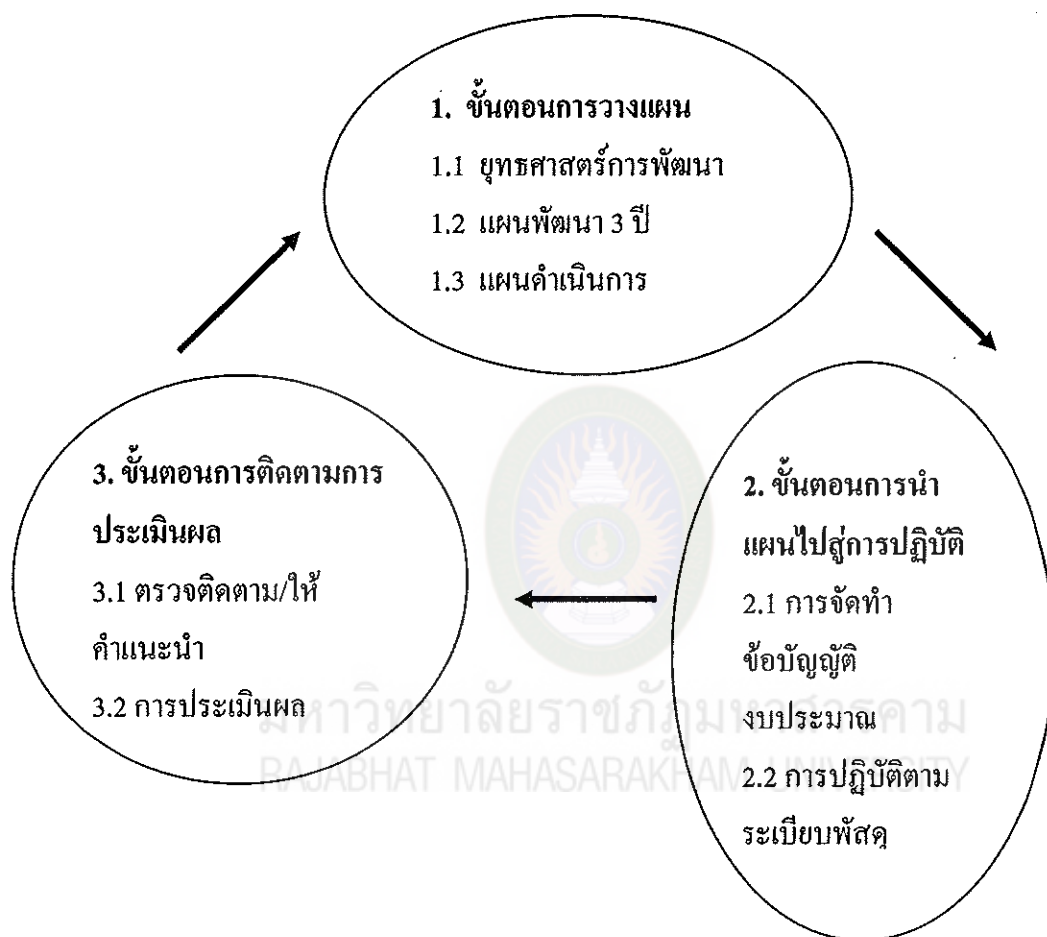 1. ขั้นตอนการวางแผน
1.1 ยุทธศาสตร์การพัฒนา
1.2 แผนพัฒนา 3 ปี
1.3 แผนดำเนินการ
2. ขั้นตอนการนำ
แผนไปสู่การปฏิบัติ
2.1 การจัดทำ
ข้อบัญญัติ
งบประมาณ
2.2 การปฏิบัติตาม
ระเบียบพัสดุ
3. ขั้นตอนการติดตามการ
ประเมินผล
3.1 ตรวจติดตาม/ให้
คำแนะนำ
3.2 การประเมินผล
มหาวิทยาลัยราชภัฏมหาสารคาม
RAJABHAT MAHASARAKHAM UNIVERSITY